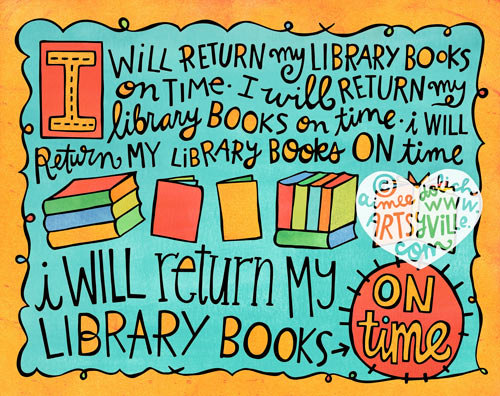 I WiLL RETURN my LIBRARY BOOKS
on TIME. I will RETURN my
library BOOKS on time. i WILL
Return MY LiBRARY BOOKS ON time
© dolich
aimee www.
ARTSyViLLe.
com
i WILL return MY
LIBRARY BOOKS
ON
time